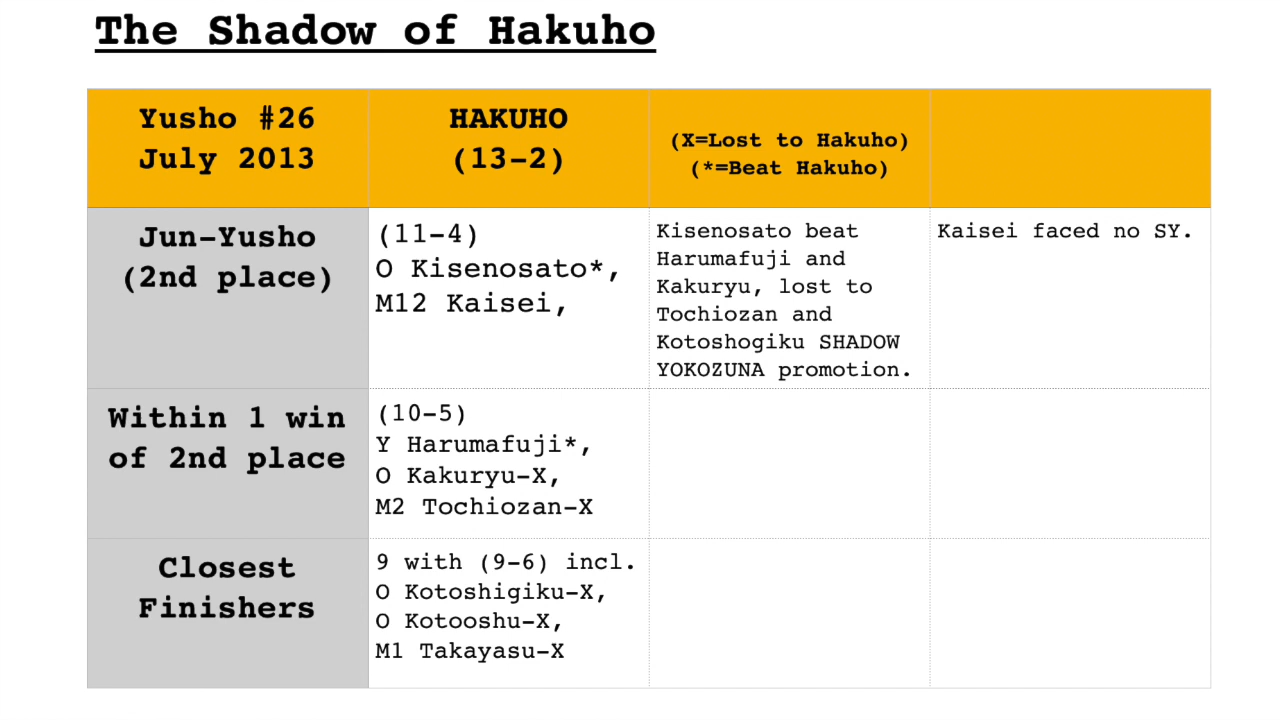 The Shadow of Hakuho
Yusho #26
July 2013
HAKUHO
(13-2)
(X=Lost to Hakuho)
(*=Beat Hakuho)
Jun-Yusho
(2nd place)
(11-4)
O Kisenosato*,
M12 Kaisei,
Kisenosato beat
Harumafuji and
Kakuryu, lost to
Tochiozan and
Kotoshogiku SHADOW
YOKOZUNA promotion.
Kaisei faced no SY.
Within 1 win
of 2nd place
(10-5)
Y Harumafuji*,
O Kakuryu-X,
M2 Tochiozan-X
Closest
Finishers
9 with (9-6) incl.
O Kotoshigiku-X,
O Kotooshu-X,
M1 Takayasu-X